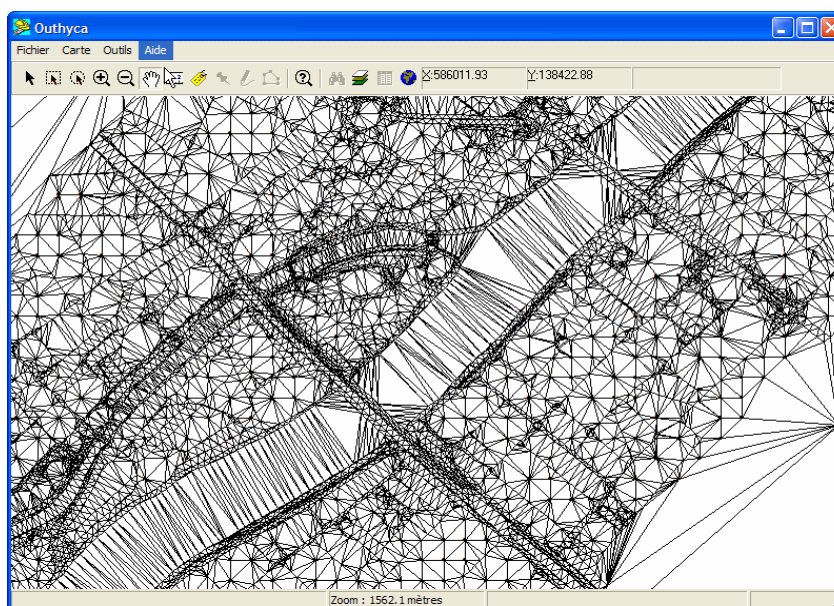 Outhyca
Fichier Carte Outils Aide
X:586011.93 Y:138422.88
Zoom : 1562.1 mètres